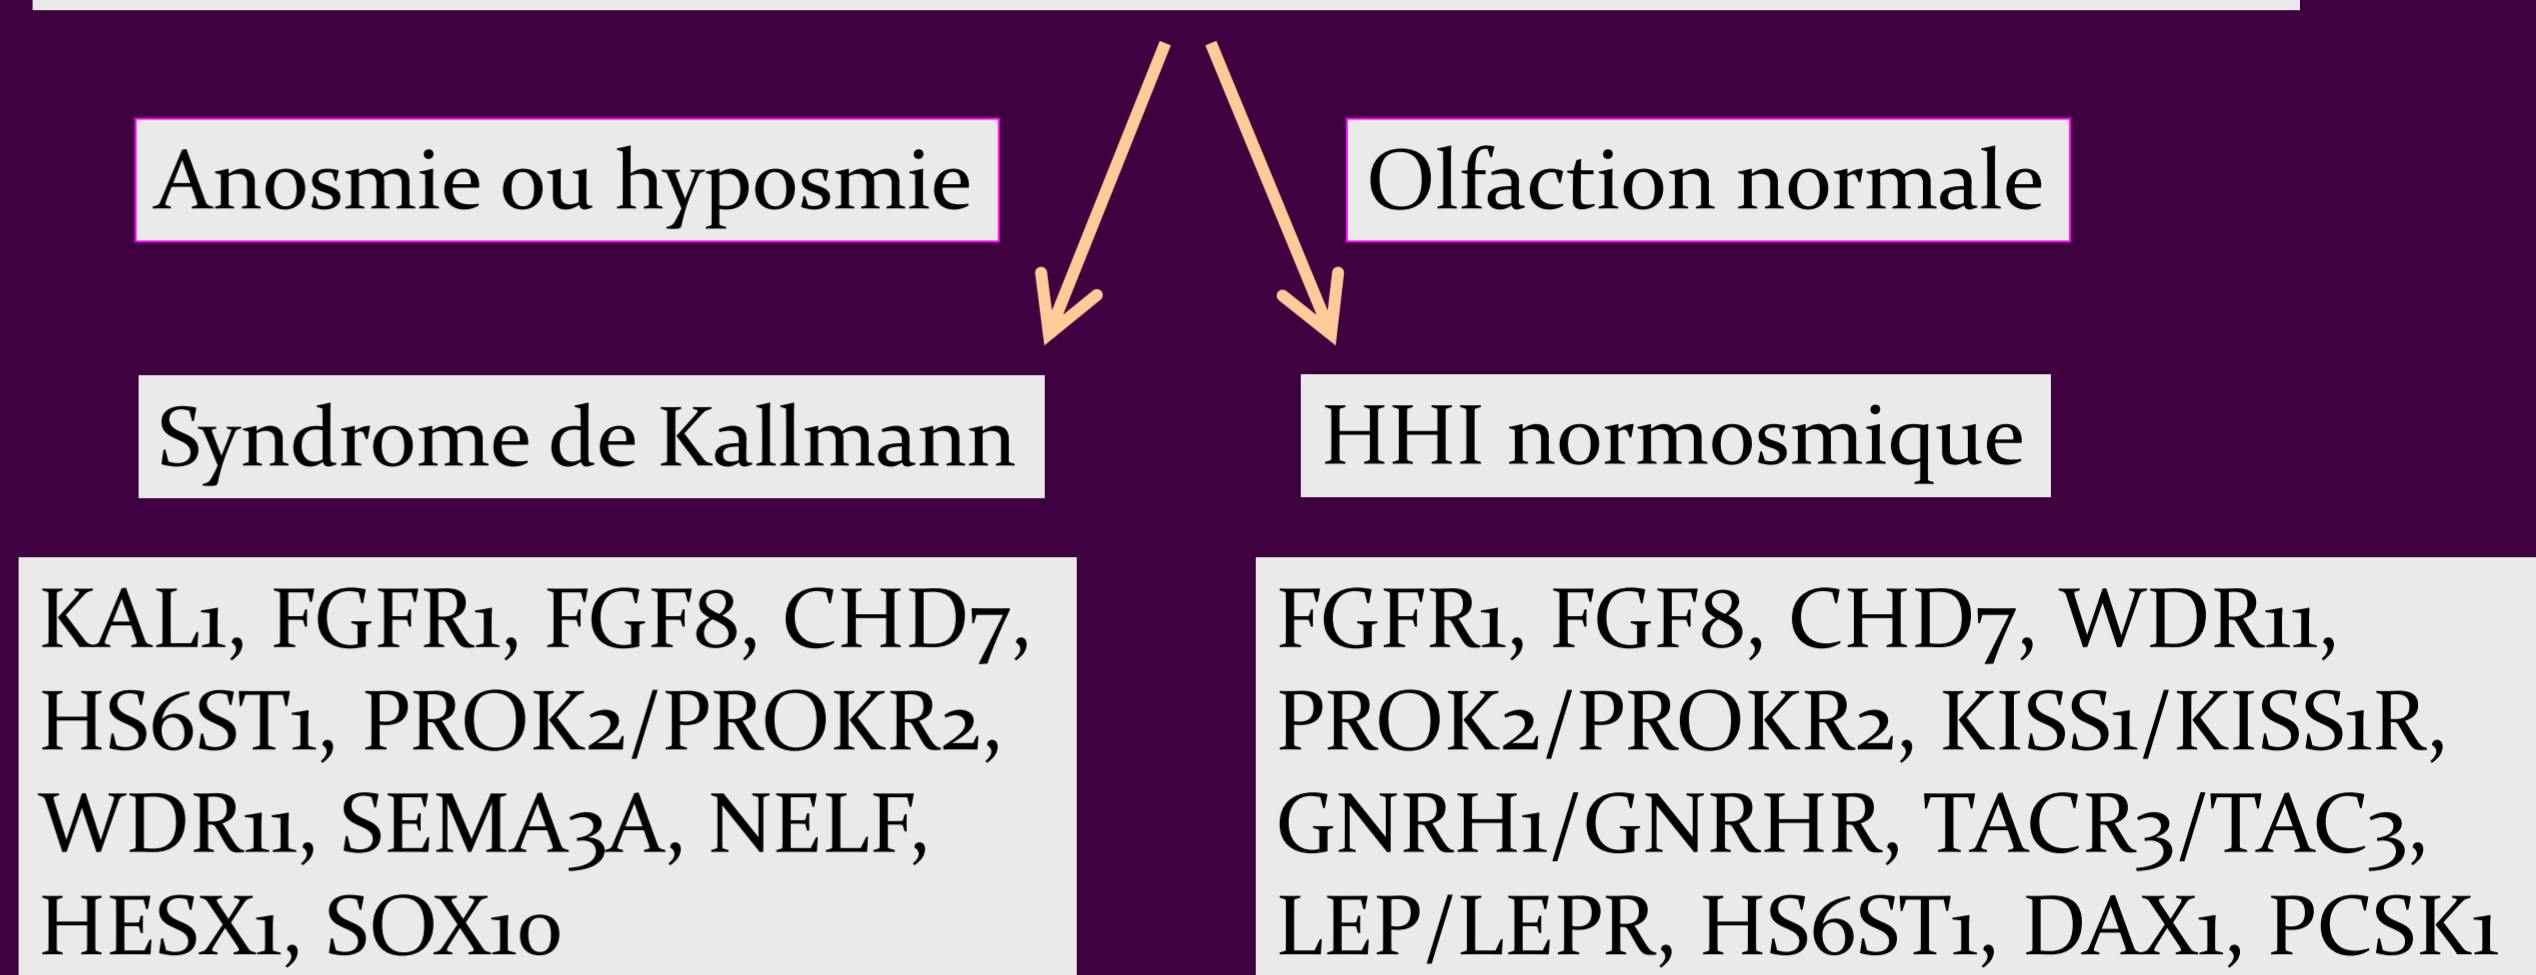 Anosmie ou hyposmie
Olfaction normale
Syndrome de Kallmann
HHI normosmique
KAL1, FGFR1, FGF8, CHD7,
HS6ST1, PROK2/PROKR2,
WDR11, SEMA3A, NELF,
HESX1, SOX10
FGFR1, FGF8, CHD7, WDR11,
PROK2/PROKR2, KISS1/KISS1R,
GNRH1/GNRHR, TACR3/TAC3,
LEP/LEPR, HS6ST1, DAX1, PCSK1